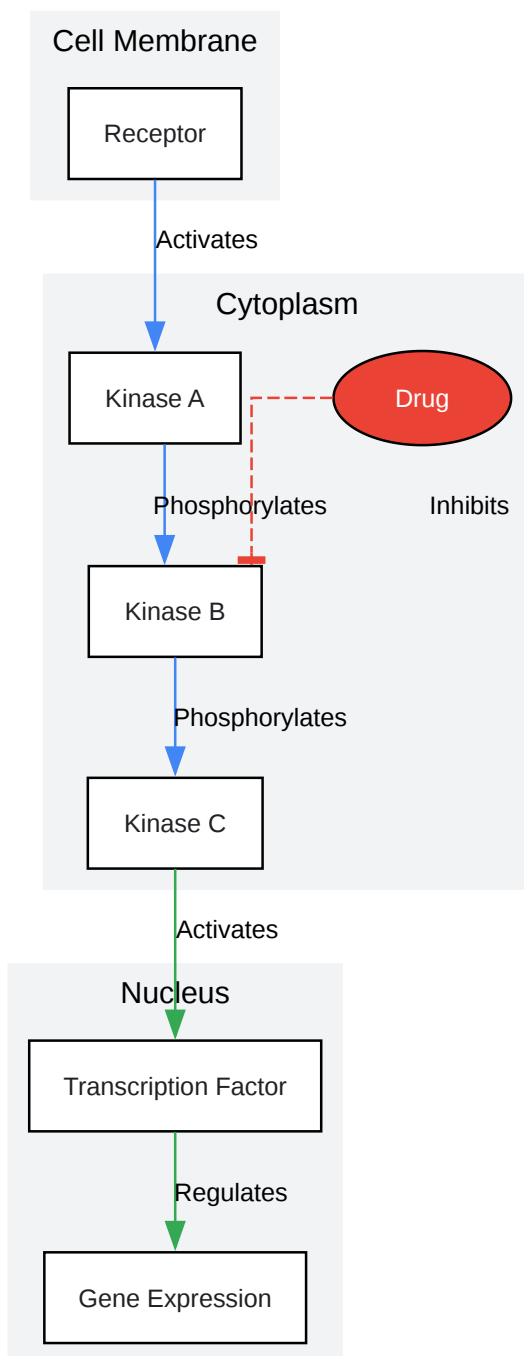 Cell Membrane
Receptor
Activates
Cytoplasm
Kinase A
Drug
Phosphorylates
Inhibits
Kinase B
Phosphorylates
Kinase C
Activates
Nucleus
Transcription Factor
Regulates
Gene Expression